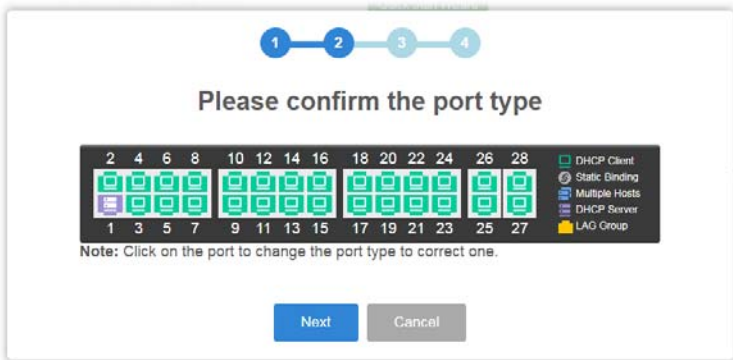 1 2 3 4
Please confirm the port type
2 4 6 8 10 12 14 16 18 20 22 24 26 28
DHCP Client
Static Binding
Multiple Hosts
DHCP Server
LAG Group
1 3 5 7 9 11 13 15 17 19 21 23 25 27
Note: Click on the port to change the port type to correct one.
Next Cancel